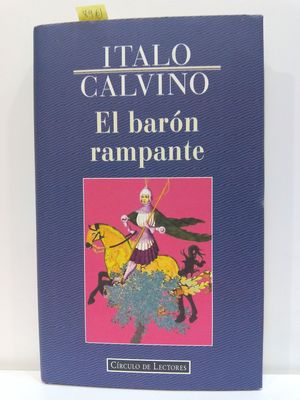 ITALO
CALVINO
El barón
rampante
CÍRCULO DE LECTORES